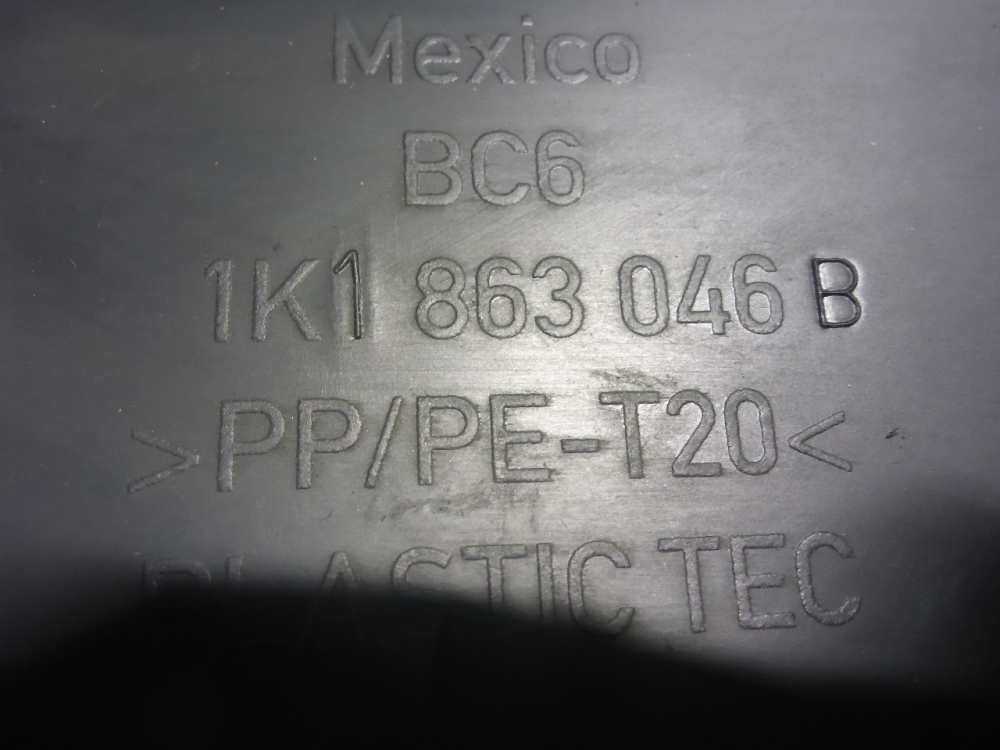 Mexico
BC6
1K1 863 046 B
>PP/PE-T20<
PLASTIC TEC